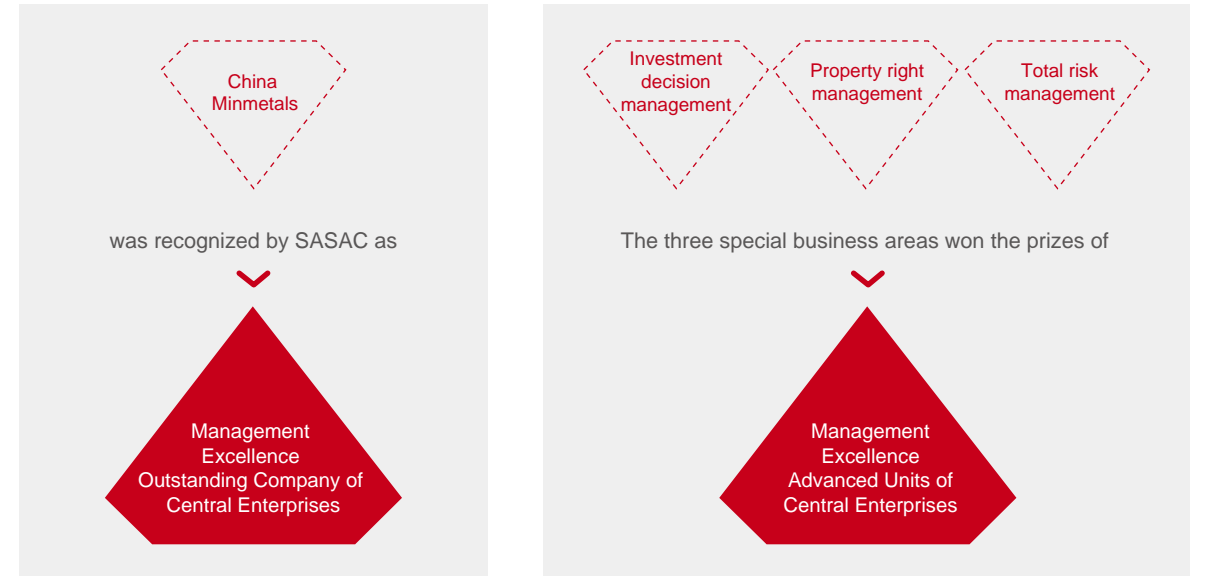 China
Minmetals
was recognized by SASAC as
Management
Excellence
Outstanding Company of
Central Enterprises
Investment
decision
management
Property right
management
Total risk
management
The three special business areas won the prizes of
Management
Excellence
Advanced Units of
Central Enterprises